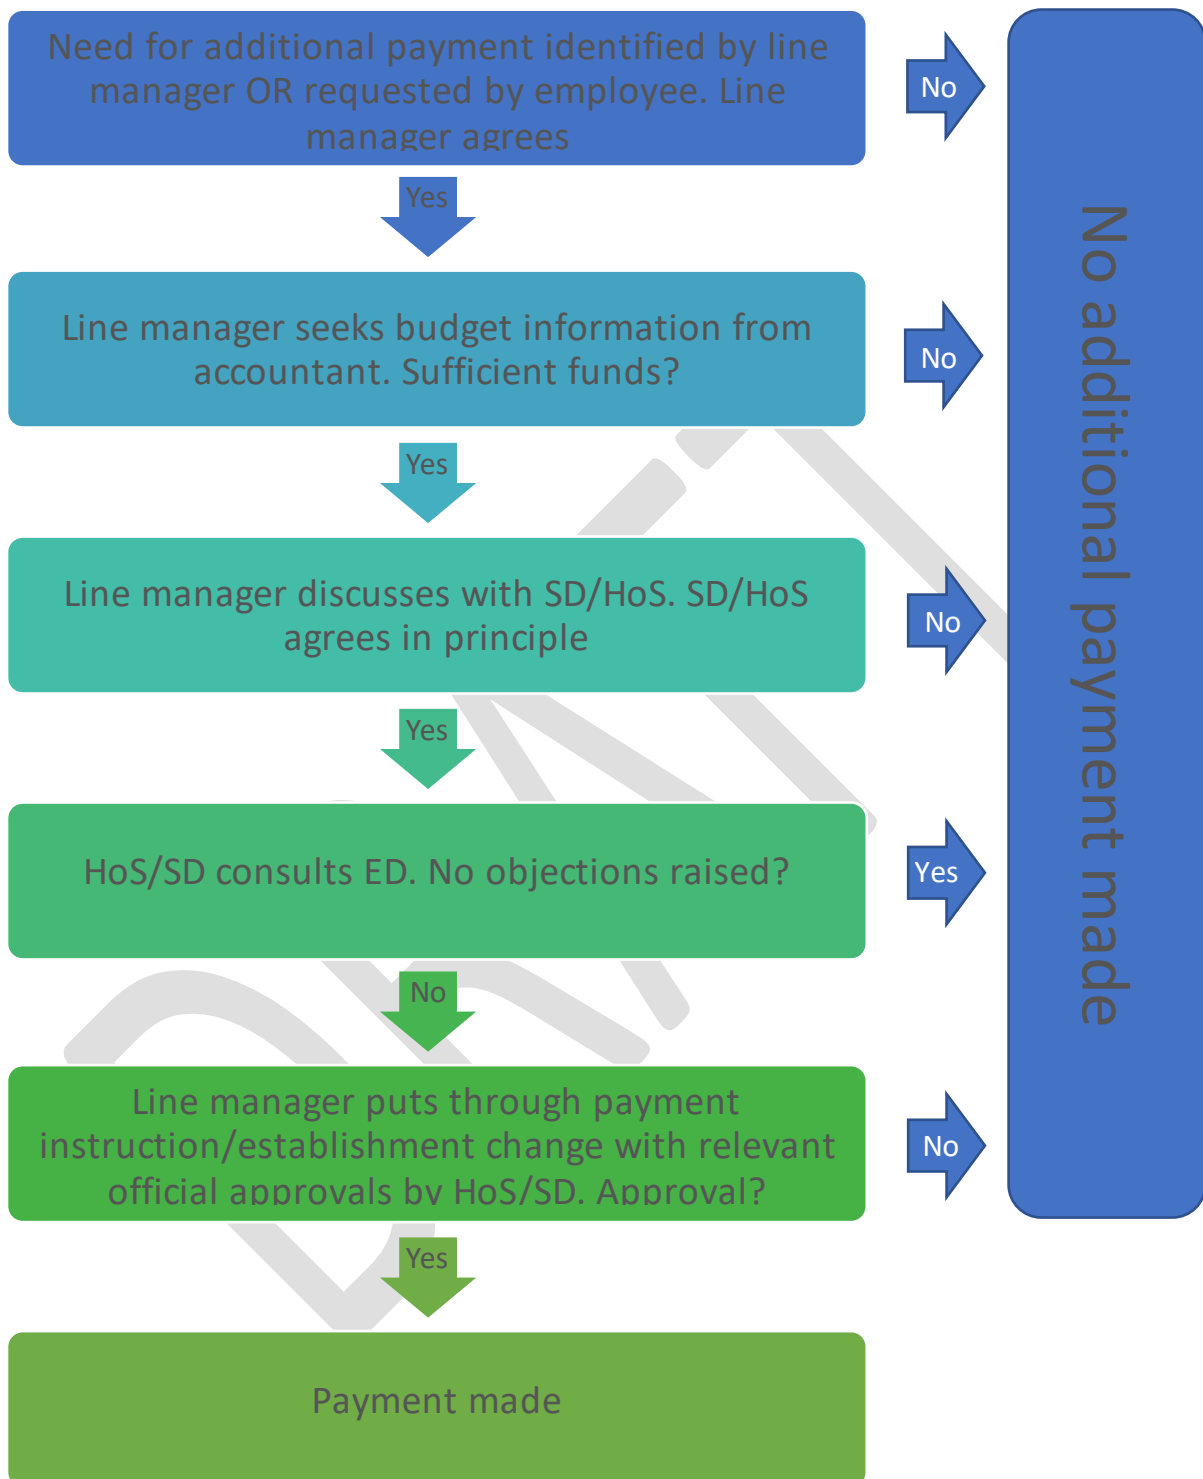 Need for additional payment identified by line
manager OR requested by employee. Line
manager agrees
No
Yes
Line manager seeks budget information from
accountant. Sufficient funds?
No
Yes
Line manager discusses with SD/HoS. SD/HoS
agrees in principle
No
Yes
HoS/SD consults ED. No objections raised?
Yes
No
Line manager puts through payment
instruction/establishment change with relevant
official approvals by HoS/SD. Approval?
No
Yes
Payment made
No additional payment made
DRAFT